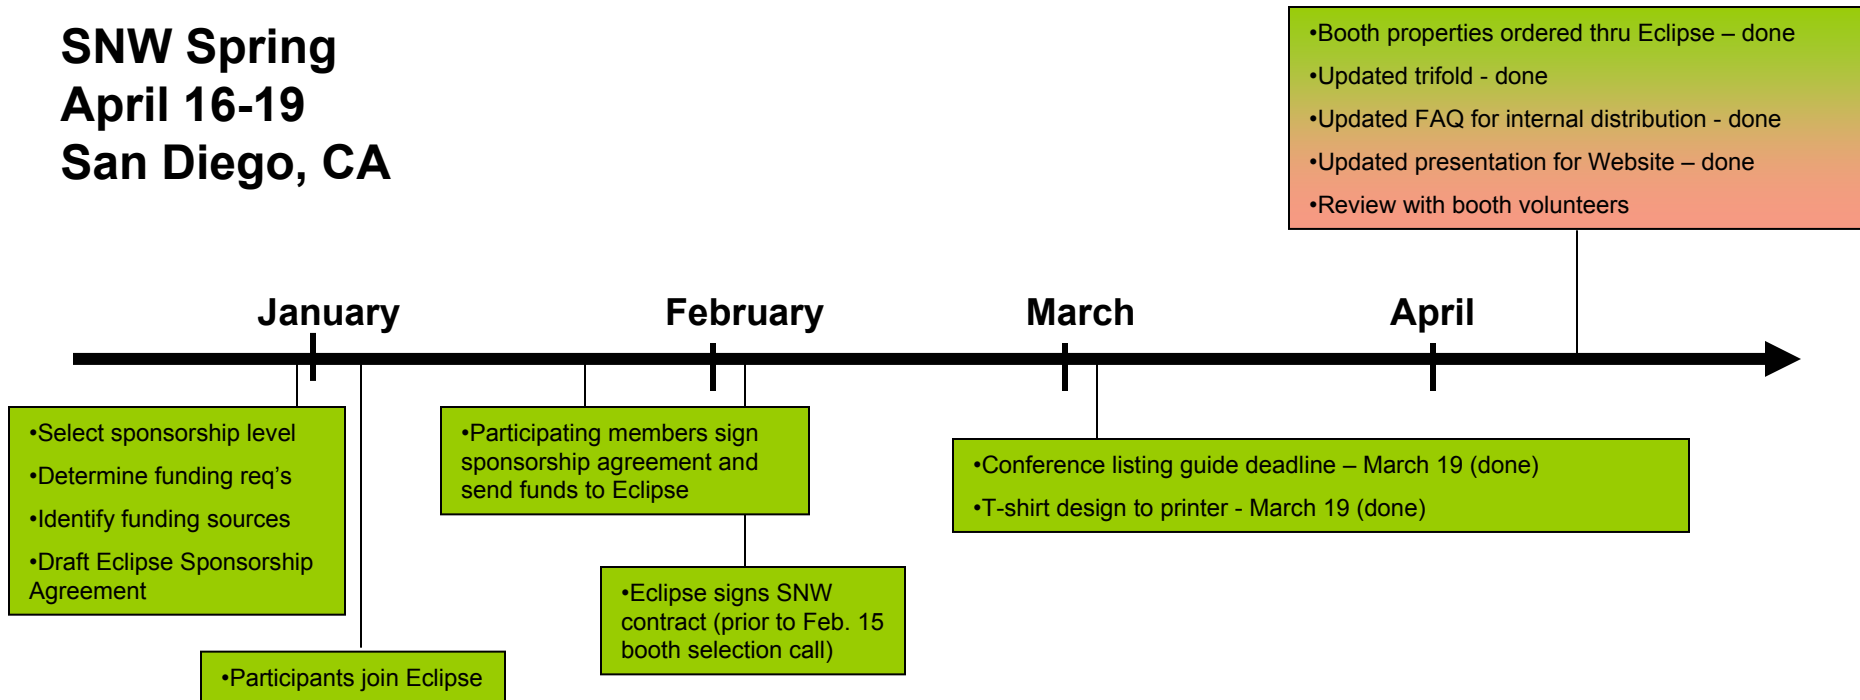 SNW Spring
April 16-19
San Diego, CA
•Booth properties ordered thru Eclipse – done
•Updated trifold - done
•Updated FAQ for internal distribution - done
•Updated presentation for Website – done
•Review with booth volunteers
January
February
March
April
•Select sponsorship level
•Determine funding req’s
•Identify funding sources
•Draft Eclipse Sponsorship
Agreement
•Participants join Eclipse
•Participating members sign
sponsorship agreement and
send funds to Eclipse
•Eclipse signs SNW
contract (prior to Feb. 15
booth selection call)
•Conference listing guide deadline – March 19 (done)
•T-shirt design to printer - March 19 (done)